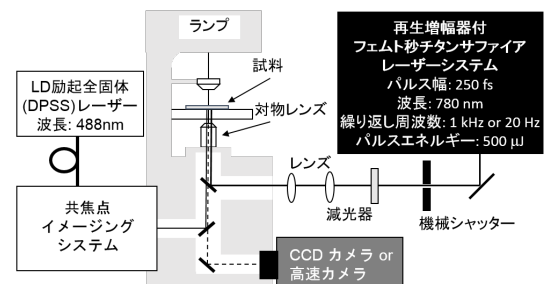 ランプ
試料
対物レンズ
LD励起全固体
(DPSS)レーザー
波長: 488nm
共焦点
イメージング
システム
再生増幅器付
フェムト秒チタンサファイア
レーザーシステム
パルス幅: 250 fs
波長: 780 nm
繰り返し周波数: 1 kHz or 20 Hz
パルスエネルギー: 500 μJ
レンズ
減光器
機械シャッター
CCD カメラ or
高速カメラ